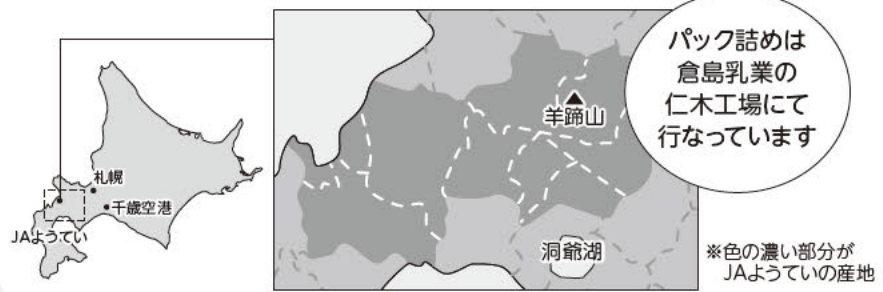 札幌
千歳空港
JAようてい
羊蹄山
洞爺湖
パック詰めは
倉島乳業の
仁木工場にて
行なっています
※色の濃い部分が
JAようていの産地